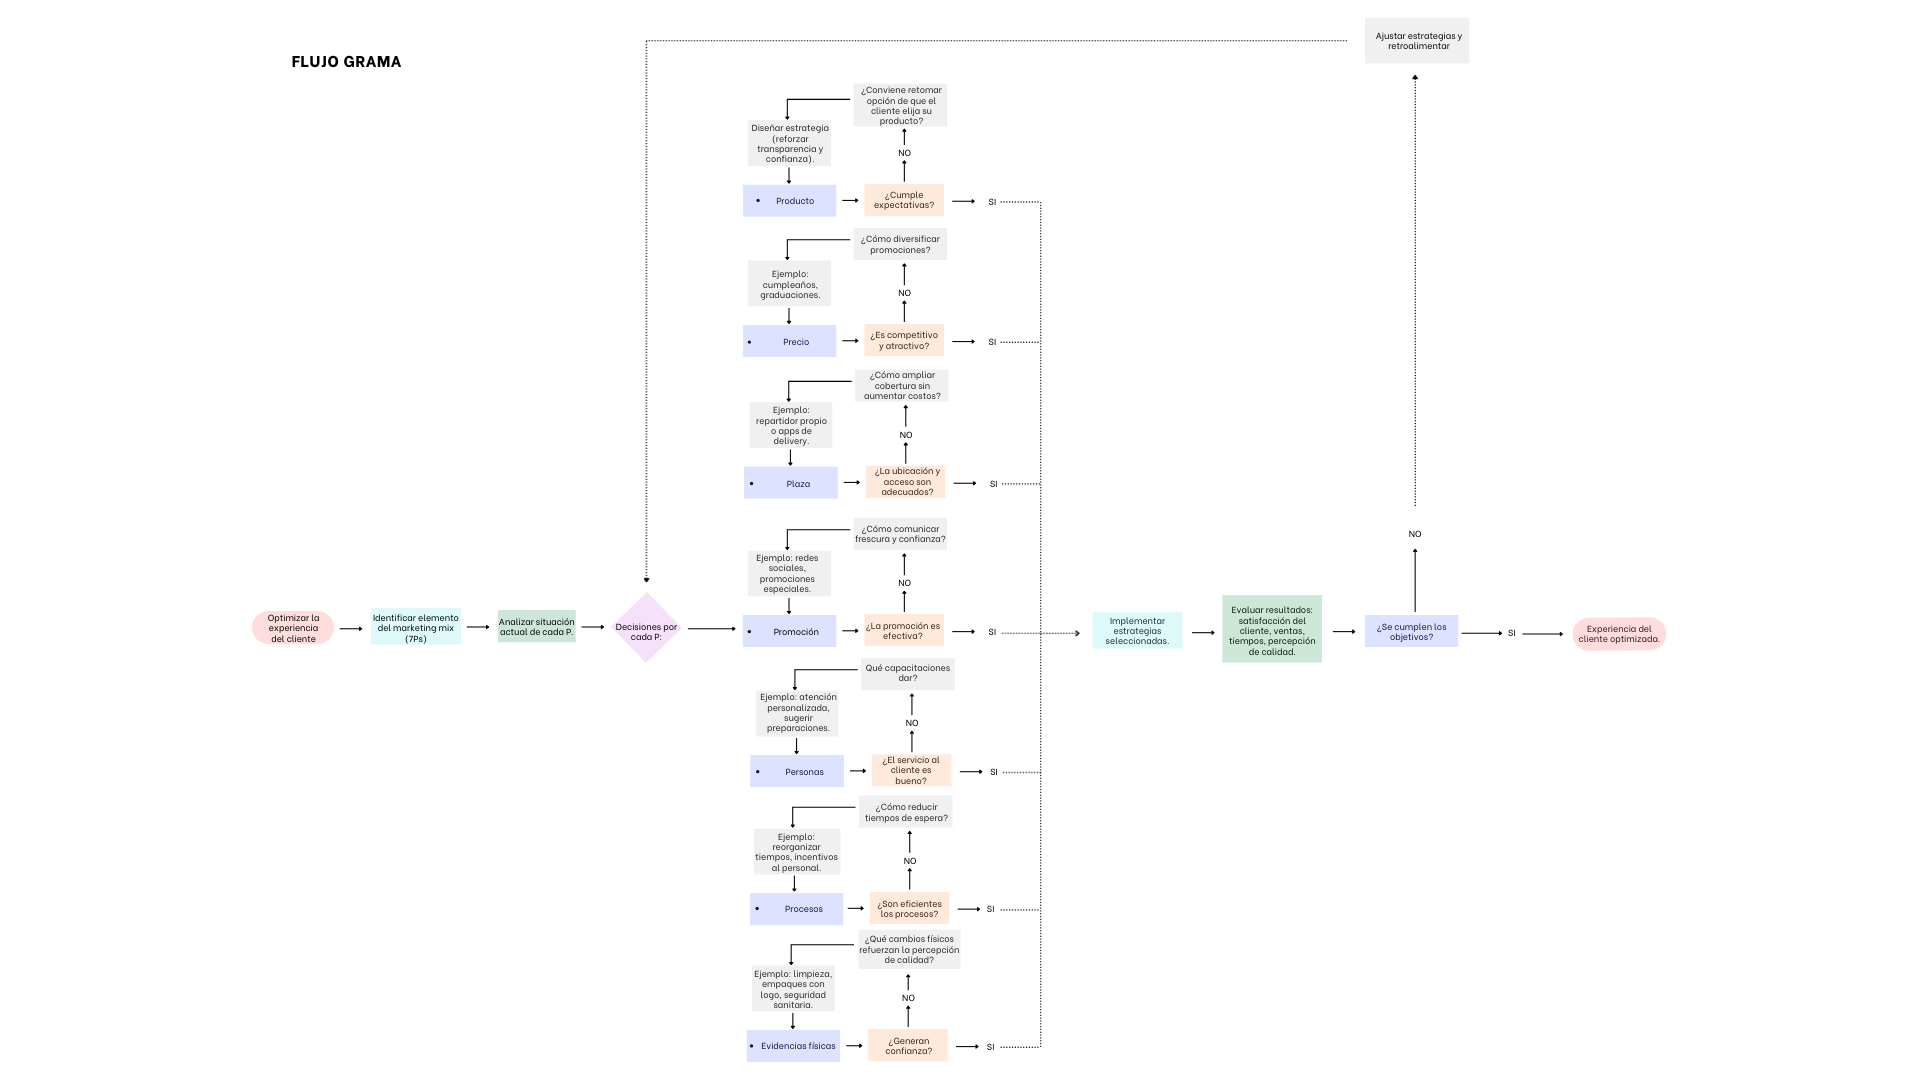 FLUJO GRAMA
Ajustar estrategias y
retroalimentar
¿Conviene retomar
opción de que el
cliente elija su
producto?
Diseñar estrategia
(reforzar
transparencia y
confianza).
NO
• Producto
¿Cumple
expectativas?
SI
¿Cómo diversificar
promociones?
Ejemplo:
cumpleaños,
graduaciones.
NO
• Precio
¿Es competitivo
y atractivo?
SI
¿Cómo ampliar
cobertura sin
aumentar costos?
Ejemplo:
repartidor propio
o apps de
delivery.
NO
• Plaza
¿La ubicación y
acceso son
adecuados?
SI
¿Cómo comunicar
frescura y confianza?
Ejemplo: redes
sociales,
promociones
especiales.
NO
Optimizar la
experiencia
del cliente
Identificar elemento
del marketing mix
(7Ps)
Analizar situación
actual de cada P.
Decisiones por
cada P:
• Promoción
¿La promoción es
efectiva?
SI
Implementar
estrategias
seleccionadas.
Evaluar resultados:
satisfacción del
cliente, ventas,
tiempos, percepción
de calidad.
¿Se cumplen los
objetivos?
NO
SI
Experiencia del
cliente optimizada.
Qué capacitaciones
dar?
Ejemplo: atención
personalizada,
sugerir
preparaciones.
NO
• Personas
¿El servicio al
cliente es
bueno?
SI
¿Cómo reducir
tiempos de espera?
Ejemplo:
reorganizar
tiempos, incentivos
al personal.
NO
• Procesos
¿Son eficientes
los procesos?
SI
¿Qué cambios físicos
refuerzan la percepción
de calidad?
Ejemplo: limpieza,
empaques con
logo, seguridad
sanitaria.
NO
• Evidencias físicas
¿Generan
confianza?
SI